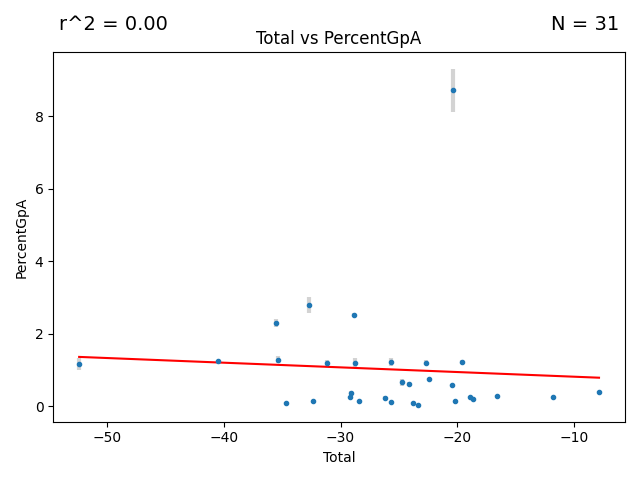 r^2 = 0.00
N = 31
Total vs PercentGpA
PercentGpA
8
6
4
2
0
−50
−40
−30
−20
−10
Total